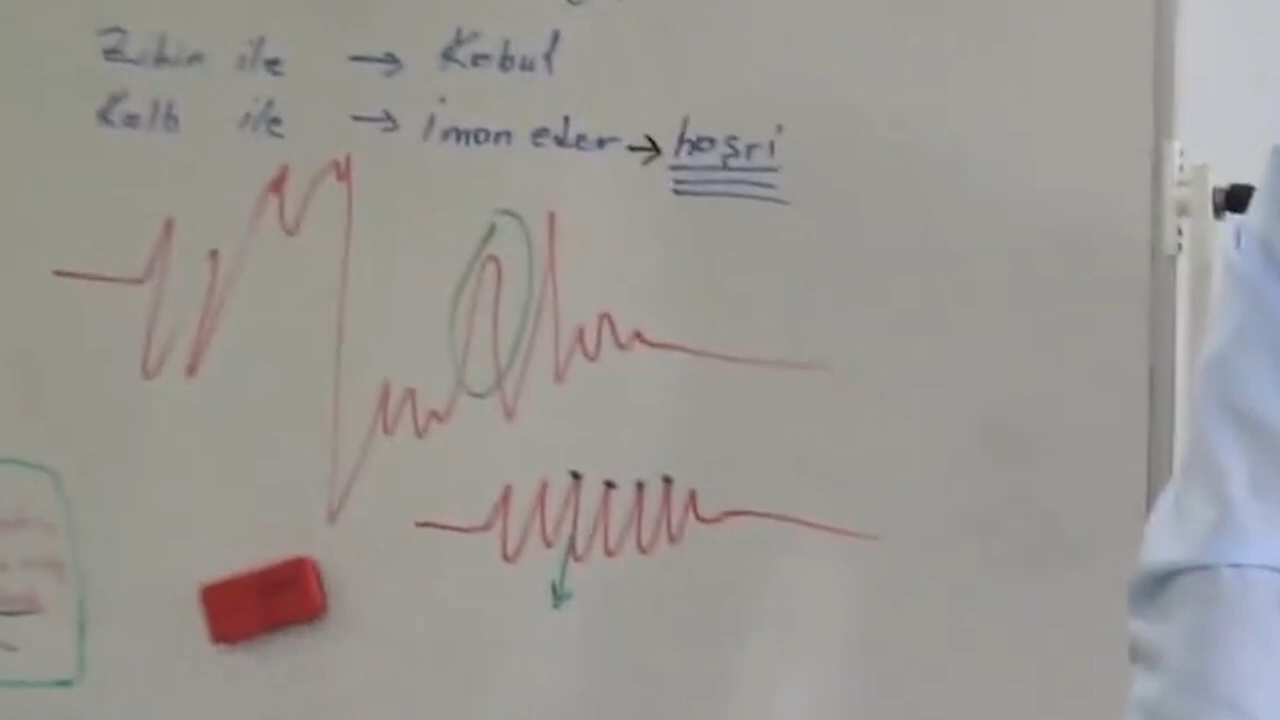 Zihin ile → Kabul
Kalb ile → iman eder → haşri